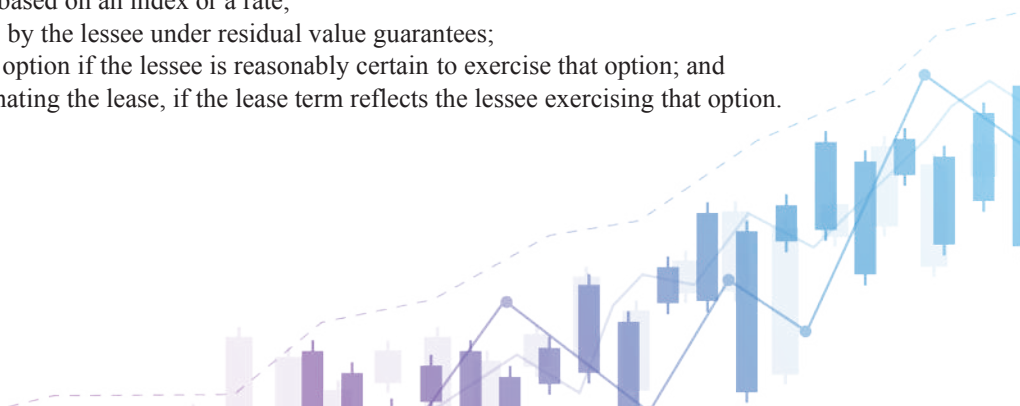 based on an index or a rate;
by the lessee under residual value guarantees;
option if the lessee is reasonably certain to exercise that option; and
nating the lease, if the lease term reflects the lessee exercising that option.